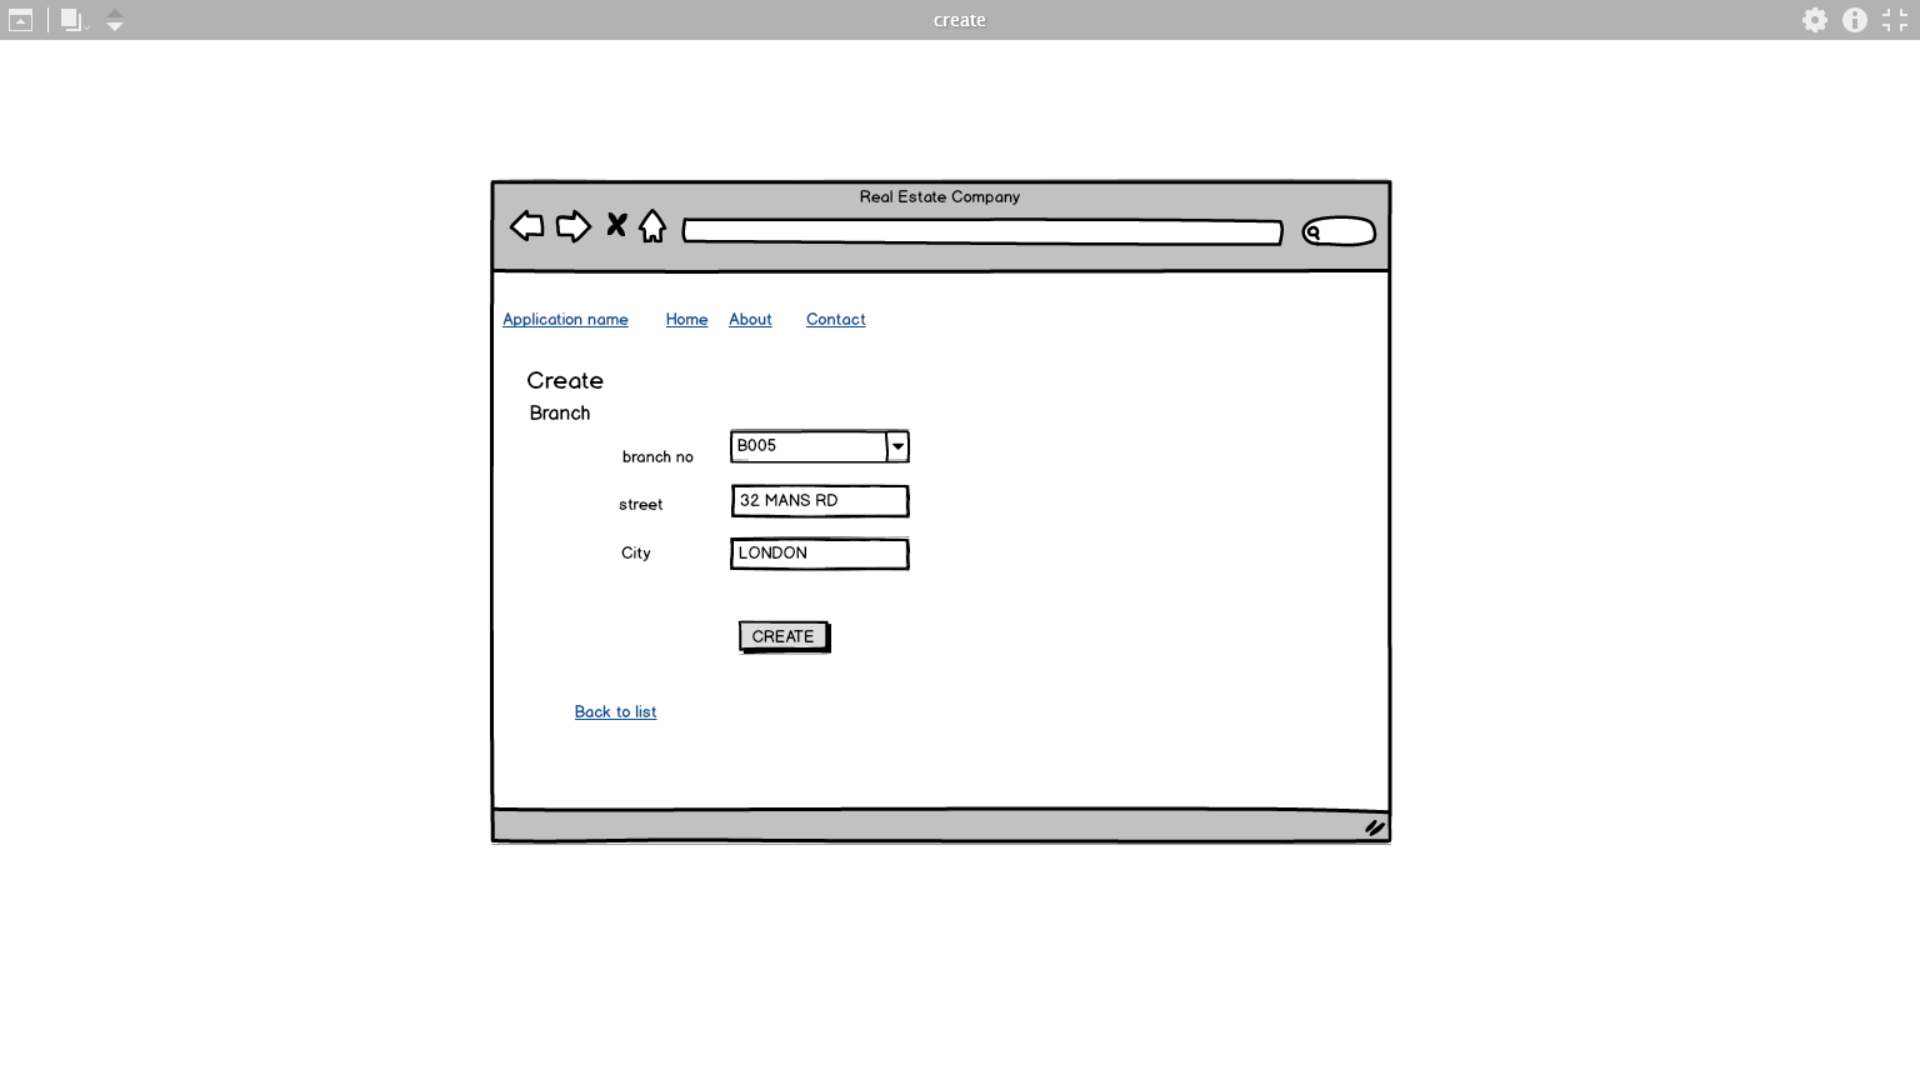 create
Real Estate Company
Application name Home About Contact
Create
Branch
branch no B005
street 32 MANS RD
City LONDON
CREATE
Back to list